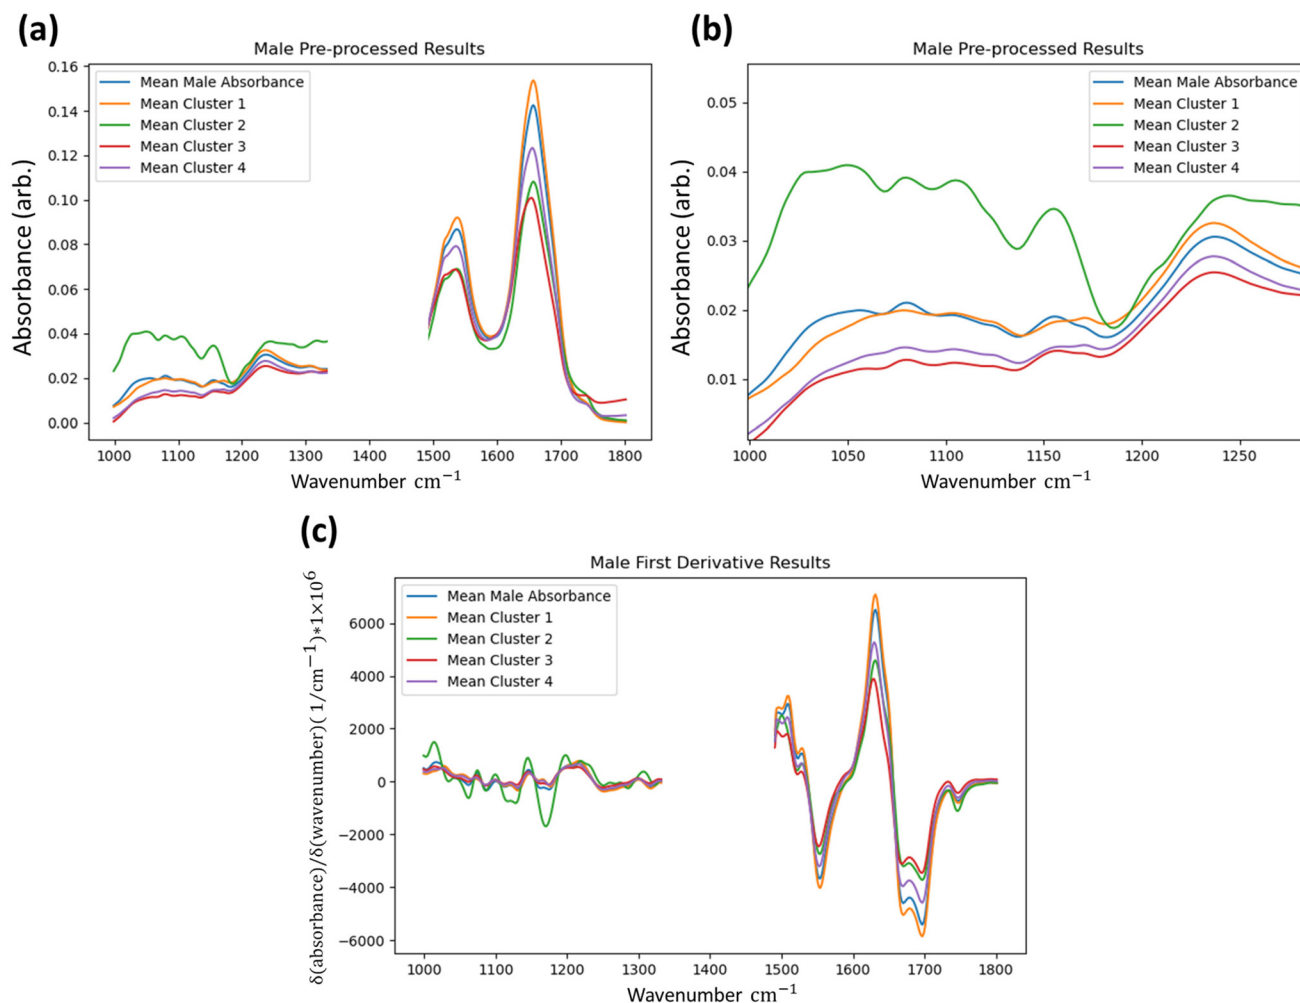 (a)
Male Pre-processed Results
Absorbance (arb.)
0.16
0.14
0.12
0.10
0.08
0.06
0.04
0.02
0.00
Mean Male Absorbance
Mean Cluster 1
Mean Cluster 2
Mean Cluster 3
Mean Cluster 4
1000 1100 1200 1300 1400 1500 1600 1700 1800
Wavenumber cm⁻¹
(b)
Male Pre-processed Results
Absorbance (arb.)
0.05
0.04
0.03
0.02
0.01
Mean Male Absorbance
Mean Cluster 1
Mean Cluster 2
Mean Cluster 3
Mean Cluster 4
1000 1050 1100 1150 1200 1250
Wavenumber cm⁻¹
(c)
Male First Derivative Results
δ(absorbance)/δ(wavenumber)(1/cm⁻¹)*1×10⁶
6000
4000
2000
0
−2000
−4000
−6000
Mean Male Absorbance
Mean Cluster 1
Mean Cluster 2
Mean Cluster 3
Mean Cluster 4
1000 1100 1200 1300 1400 1500 1600 1700 1800
Wavenumber cm⁻¹